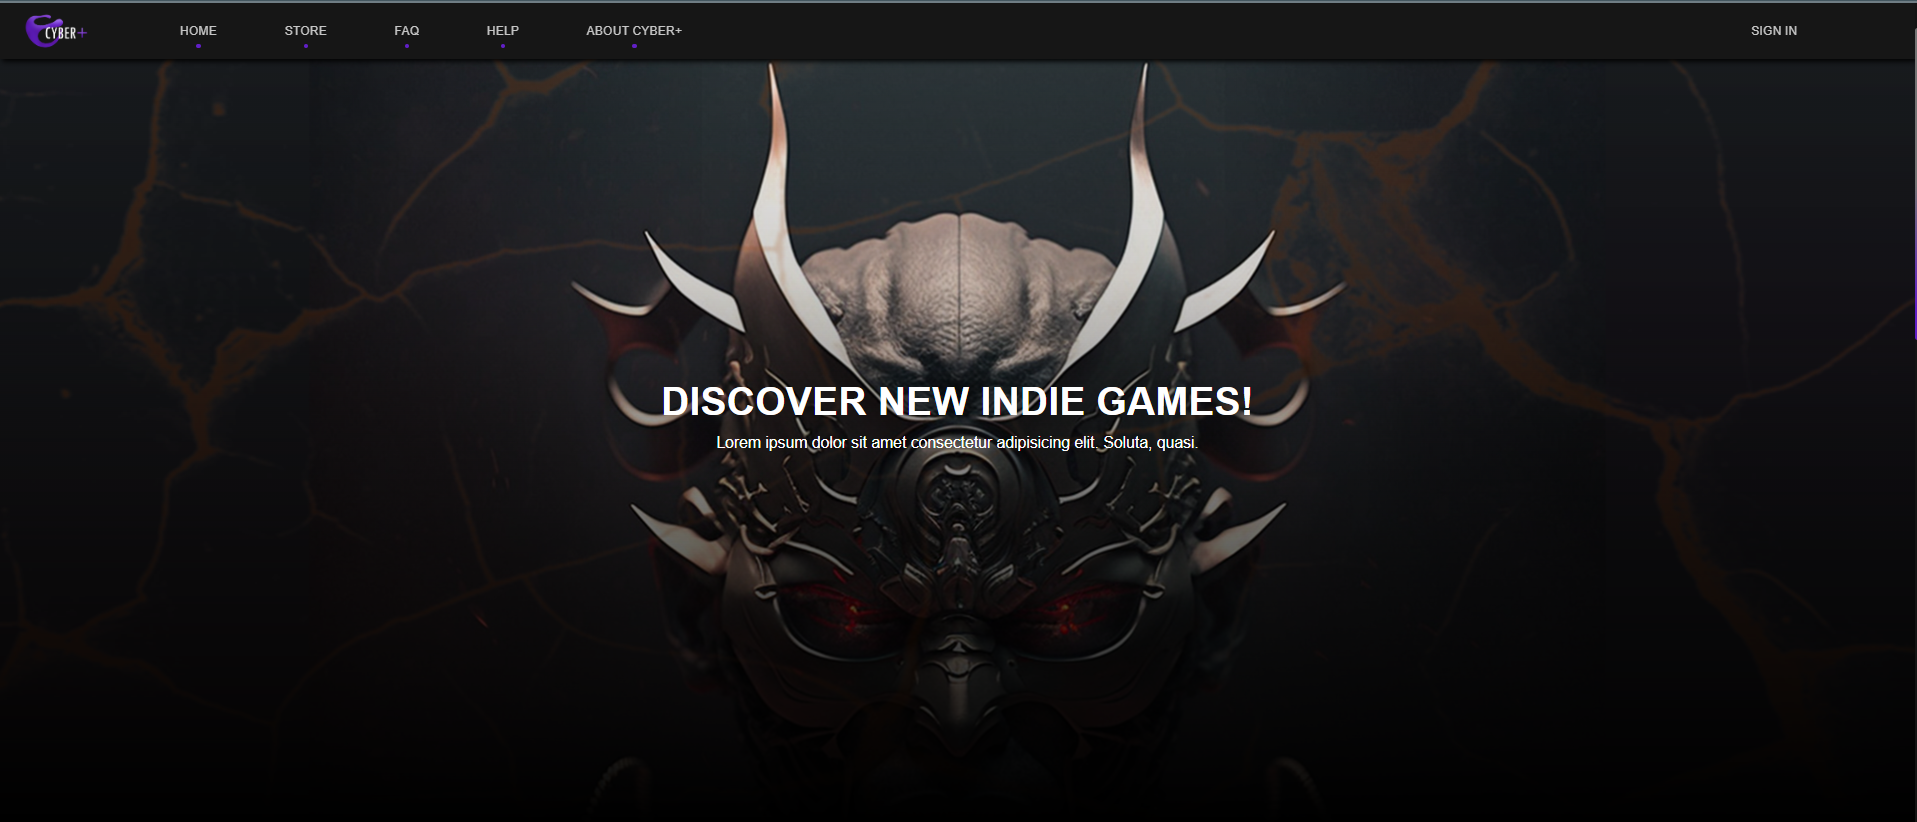 CYBER+
HOME
STORE
FAQ
HELP
ABOUT CYBER+
SIGN IN
DISCOVER NEW INDIE GAMES!
Lorem ipsum dolor sit amet consectetur adipisicing elit. Soluta, quasi.